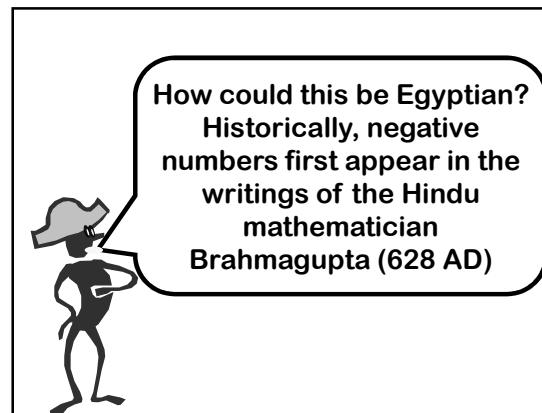 How could this be Egyptian?
Historically, negative
numbers first appear in the
writings of the Hindu
mathematician
Brahmagupta (628 AD)